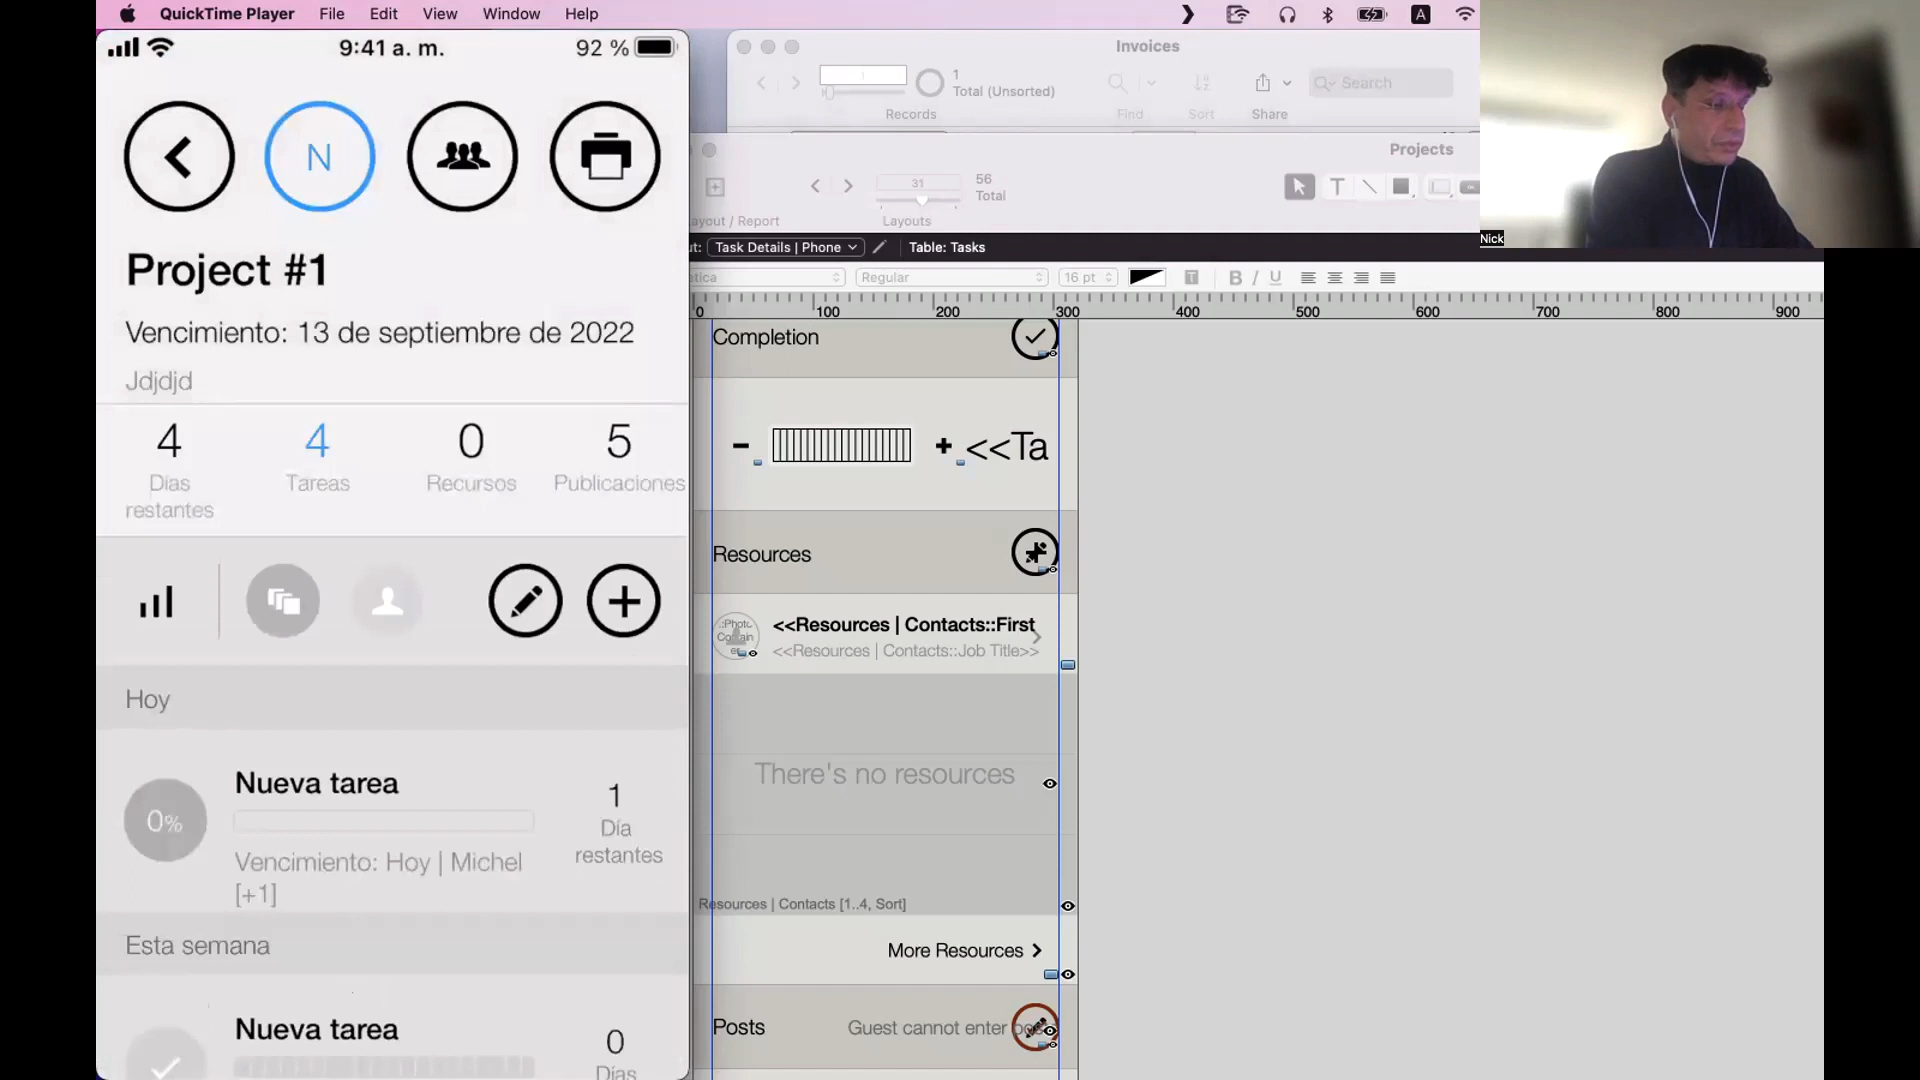 QuickTime Player File Edit View Window Help
A
9:41 a. m.
92 %
N
Project #1
Vencimiento: 13 de septiembre de 2022
Jdjdjd
4
Días restantes
4
Tareas
0
Recursos
5
Publicaciones
Hoy
0%
Nueva tarea
Vencimiento: Hoy | Michel
[+1]
1
Día
restantes
Esta semana
Nueva tarea
0
Días
Invoices
1
1
Total (Unsorted)
Records
Find
Sort
Share
Search
Projects
31
56
Total
Layouts
ayout / Report
T
Nick
t: Task Details | Phone
Table: Tasks
tica
Regular
16 pt
B I U
0 100 200 300 400 500 600 700 800 900
Completion
- + <<Ta
Resources
<<Resources | Contacts::First
<<Resources | Contacts::Job Title>>
There's no resources
Resources | Contacts [1..4, Sort]
More Resources
Posts
Guest cannot enter